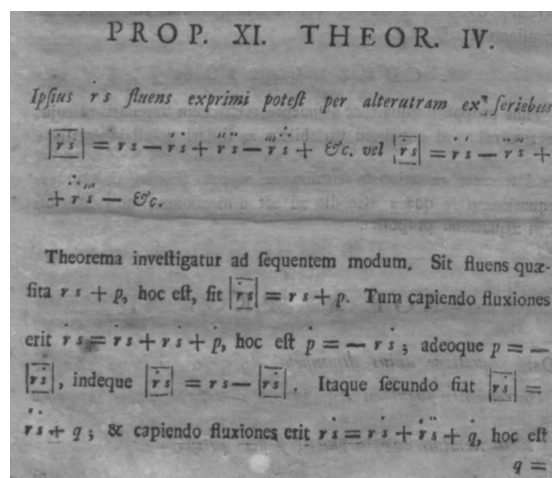 PROP. XI. THEOR. IV.
Ipſius ṙ s fluens exprimi poteſt per alterutram ex ſeriebus
|ṙ s| = r s − ŕ ṡ + r̋ s̈ − r‴ s⃛ + &c. vel |ṙ s| = ṙ ś − r̈ s̋ +
+ r⃛ s‴ − &c.
Theorema inveſtigatur ad ſequentem modum. Sit fluens quæ-
ſita r s + p, hoc eſt, ſit |ṙ s| = r s + p. Tum capiendo fluxiones
erit ṙ s = ṙ s + r ṡ + ṗ, hoc eſt ṗ = − r ṡ; adeoque p = −
|r ṡ|, indeque |ṙ s| = r s − |r ṡ|. Itaque ſecundo fiat |r ṡ| =
ŕ ṡ + q; & capiendo fluxiones erit r ṡ = r ṡ + ŕ s̈ + q̇, hoc eſt
q =